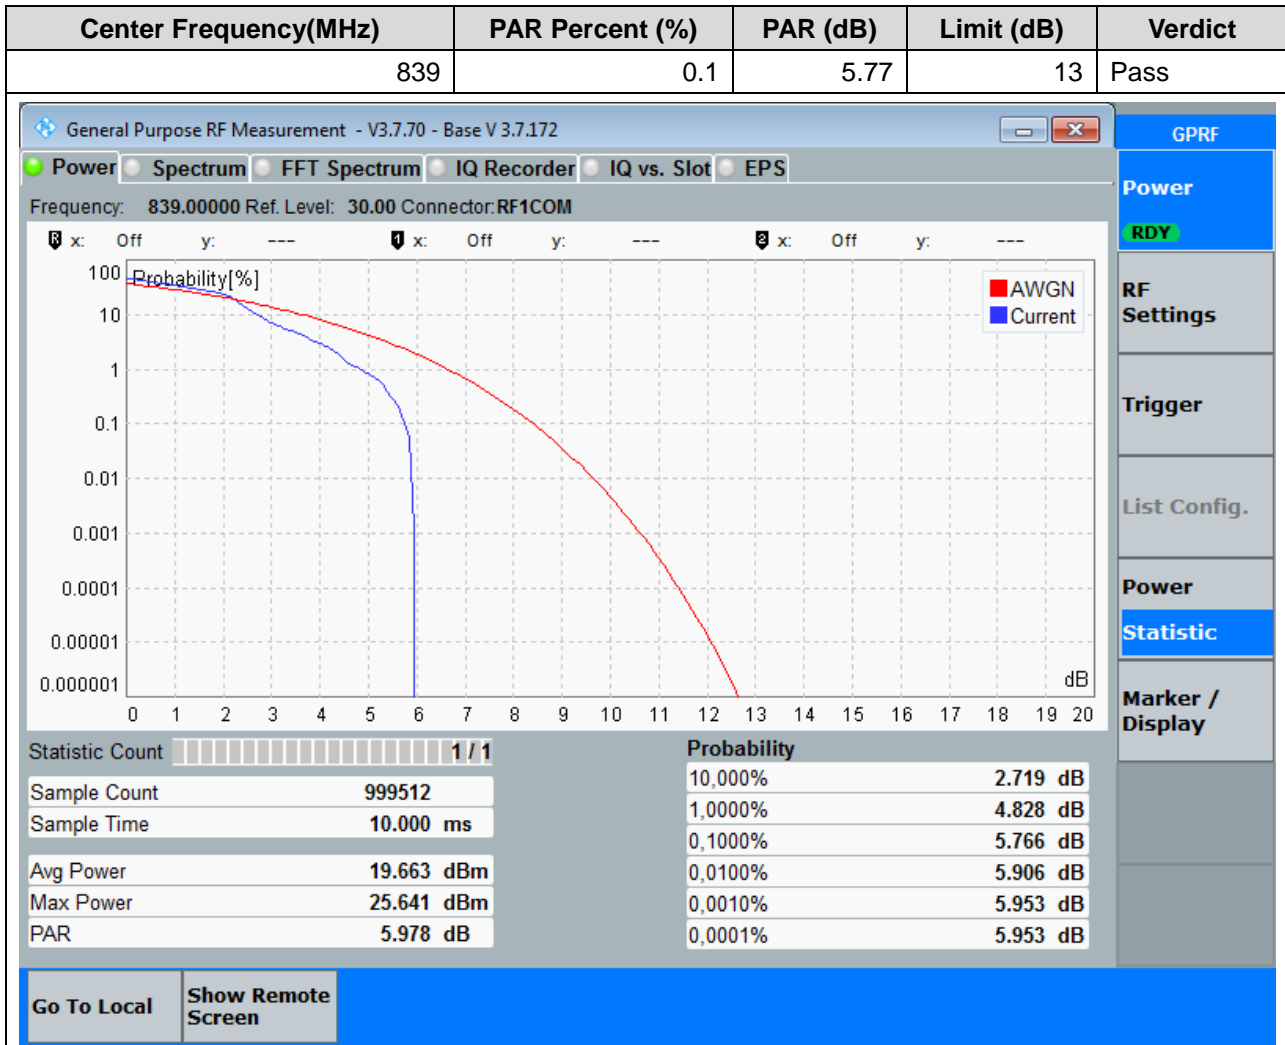 Center Frequency(MHz) PAR Percent (%) PAR (dB) Limit (dB) Verdict
839 0.1 5.77 13 Pass
General Purpose RF Measurement - V3.7.70 - Base V 3.7.172
GPRF
Power Spectrum FFT Spectrum IQ Recorder IQ vs. Slot EPS
Power
RDY
Frequency: 839.00000 Ref. Level: 30.00 Connector: RF1COM
R x: Off y: --- 1 x: Off y: --- 2 x: Off y: ---
Probability[%]
AWGN
Current
100
10
1
0.1
0.01
0.001
0.0001
0.00001
0.000001
dB
0 1 2 3 4 5 6 7 8 9 10 11 12 13 14 15 16 17 18 19 20
RF
Settings
Trigger
List Config.
Power
Statistic
Marker /
Display
Statistic Count 1 / 1
Sample Count 999512
Sample Time 10.000 ms
Avg Power 19.663 dBm
Max Power 25.641 dBm
PAR 5.978 dB
Probability
10,000% 2.719 dB
1,0000% 4.828 dB
0,1000% 5.766 dB
0,0100% 5.906 dB
0,0010% 5.953 dB
0,0001% 5.953 dB
Go To Local
Show Remote
Screen